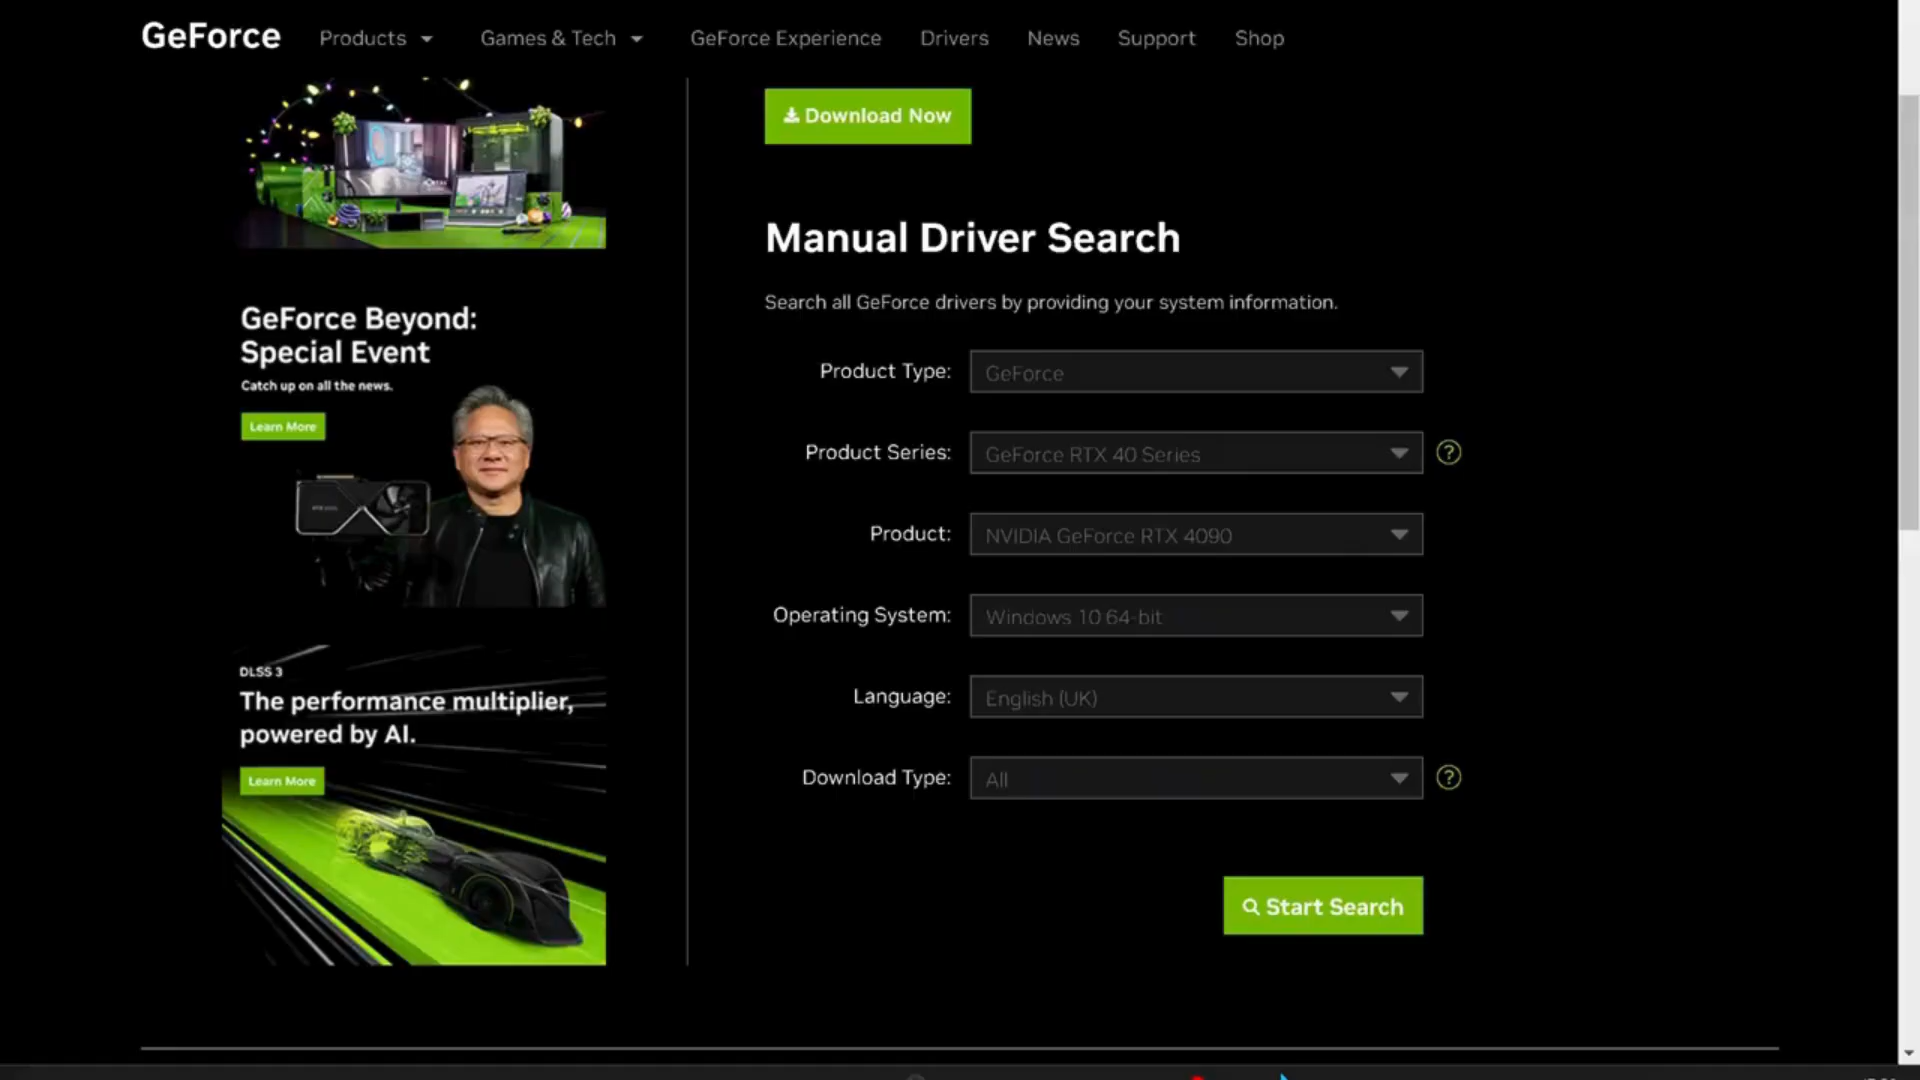 GeForce
Products
Games & Tech
GeForce Experience
Drivers
News
Support
Shop
Download Now
Manual Driver Search
Search all GeForce drivers by providing your system information.
Product Type:
GeForce
Product Series:
GeForce RTX 40 Series
?
Product:
NVIDIA GeForce RTX 4090
Operating System:
Windows 10 64-bit
Language:
English (UK)
Download Type:
All
?
Start Search
GeForce Beyond:
Special Event
Catch up on all the news.
Learn More
DLSS 3
The performance multiplier,
powered by AI.
Learn More